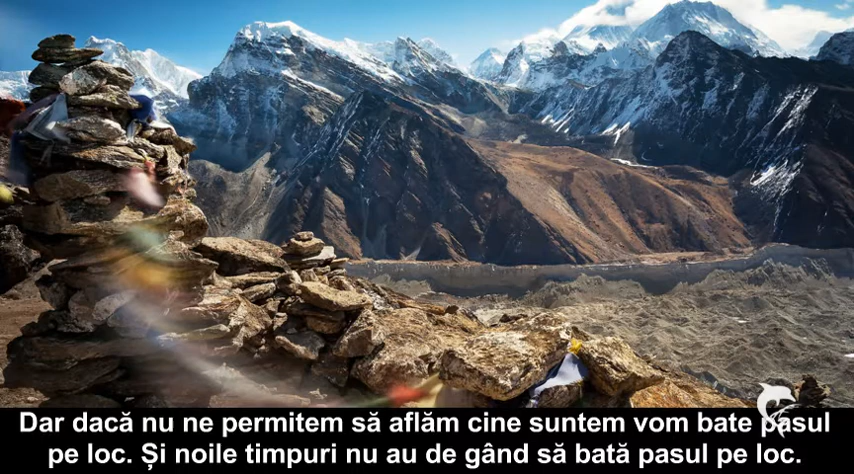 Dar dacă nu ne permitem să aflăm cine suntem vom bate pasul
pe loc. Și noile timpuri nu au de gând să bată pasul pe loc.